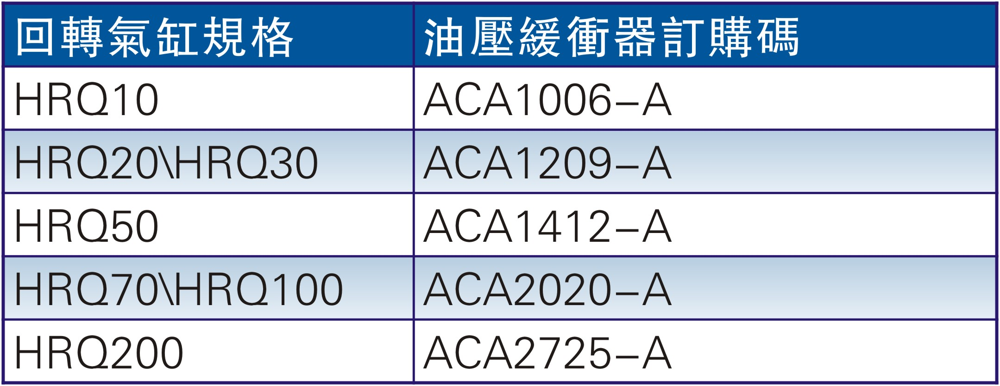 回轉氣缸規格 油壓緩衝器訂購碼
HRQ10 ACA1006–A
HRQ20\HRQ30 ACA1209–A
HRQ50 ACA1412–A
HRQ70\HRQ100 ACA2020–A
HRQ200 ACA2725–A